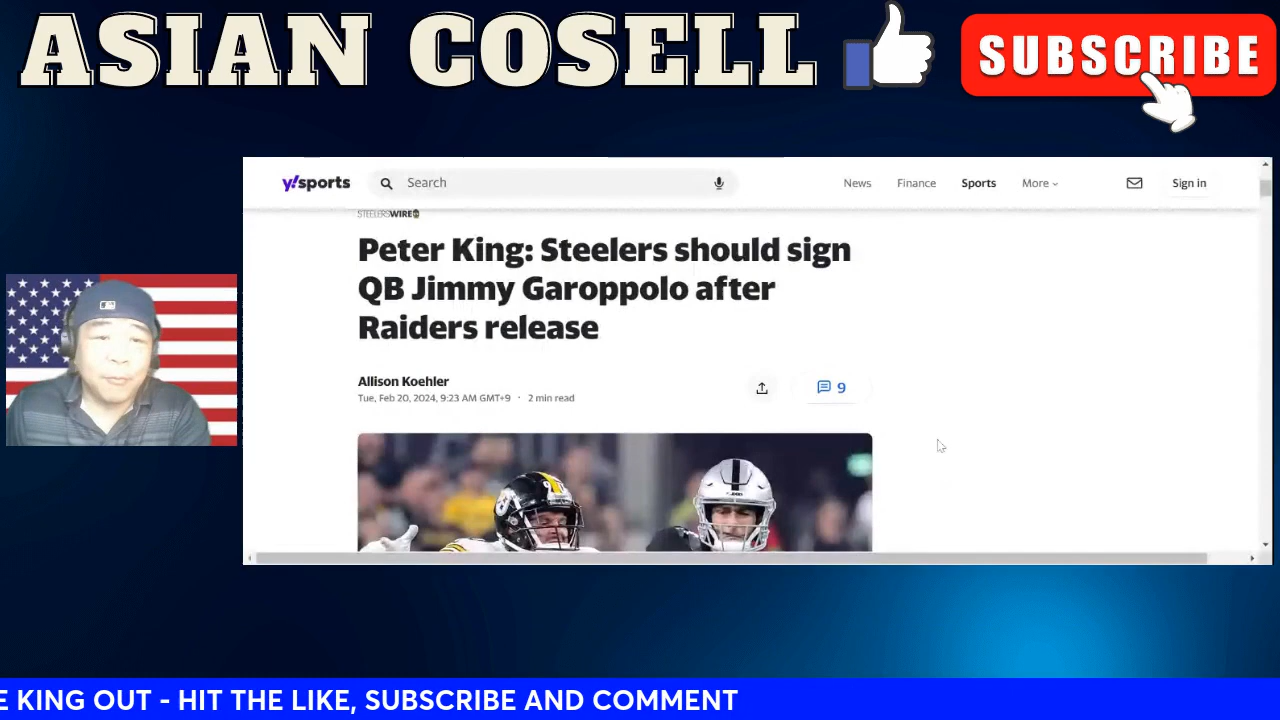 ASIAN COSELL
SUBSCRIBE
y!sports
Search
News
Finance
Sports
More
Sign in
STEELERSWIRE
Peter King: Steelers should sign
QB Jimmy Garoppolo after
Raiders release
Allison Koehler
9
Tue, Feb 20, 2024, 9:23 AM GMT+9 · 2 min read
E KING OUT - HIT THE LIKE, SUBSCRIBE AND COMMENT